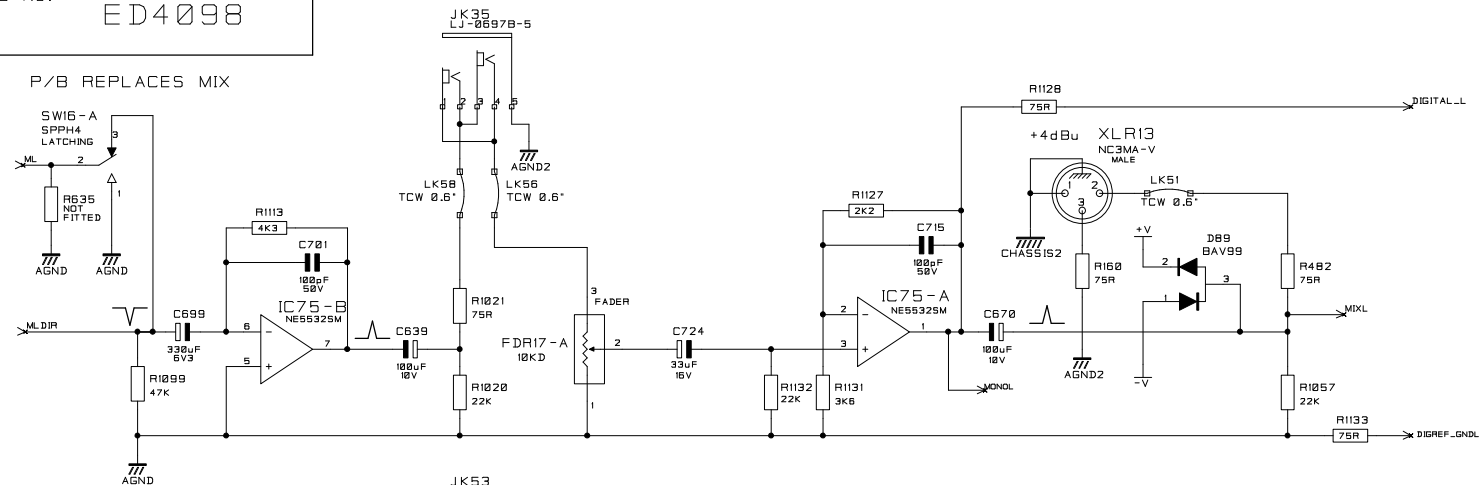 ED4098
P/B REPLACES MIX
SW16-A
SPPH4
LATCHING
3
2
1
ML
R635
NOT
FITTED
AGND
AGND
MLDIR
R1099
47K
AGND
C699
330uF
6V3
R1113
4K3
C701
100pF
50V
IC75-B
NE5532SM
6
5
7
C639
100uF
10V
JK35
LJ-0697B-5
1
2
3
4
5
AGND2
LK58
TCW 0.6"
LK56
TCW 0.6"
R1021
75R
R1020
22K
3
FADER
FDR17-A
10KD
2
1
C724
33uF
16V
R1132
22K
R1131
3K6
R1127
2K2
C715
100pF
50V
IC75-A
NE5532SM
2
3
1
MONOL
C670
100uF
10V
R1128
75R
DIGITAL_L
+4dBu
XLR13
NC3MA-V
MALE
1
2
3
CHASSIS2
R160
75R
AGND2
LK51
TCW 0.6"
+V
D89
BAV99
2
3
1
-V
R482
75R
MIXL
R1057
22K
R1133
75R
DIGREF_GNDL
JK53